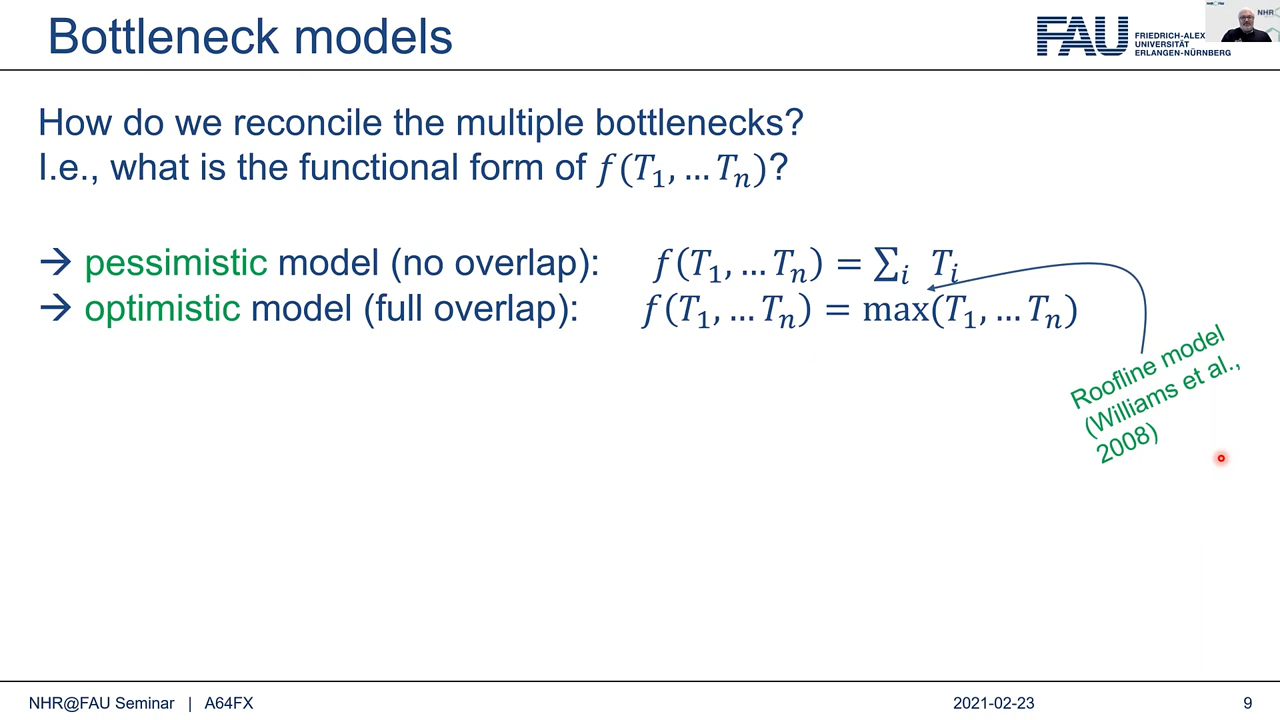 Bottleneck models
FAU FRIEDRICH-ALEX
UNIVERSITÄT
ERLANGEN-NÜRNBERG
NHR
How do we reconcile the multiple bottlenecks?
I.e., what is the functional form of f(T₁, … Tₙ)?
→ pessimistic model (no overlap): f(T₁, … Tₙ) = ∑ᵢ Tᵢ
→ optimistic model (full overlap): f(T₁, … Tₙ) = max(T₁, … Tₙ)
Roofline model
(Williams et al.,
2008)
NHR@FAU Seminar | A64FX
2021-02-23
9